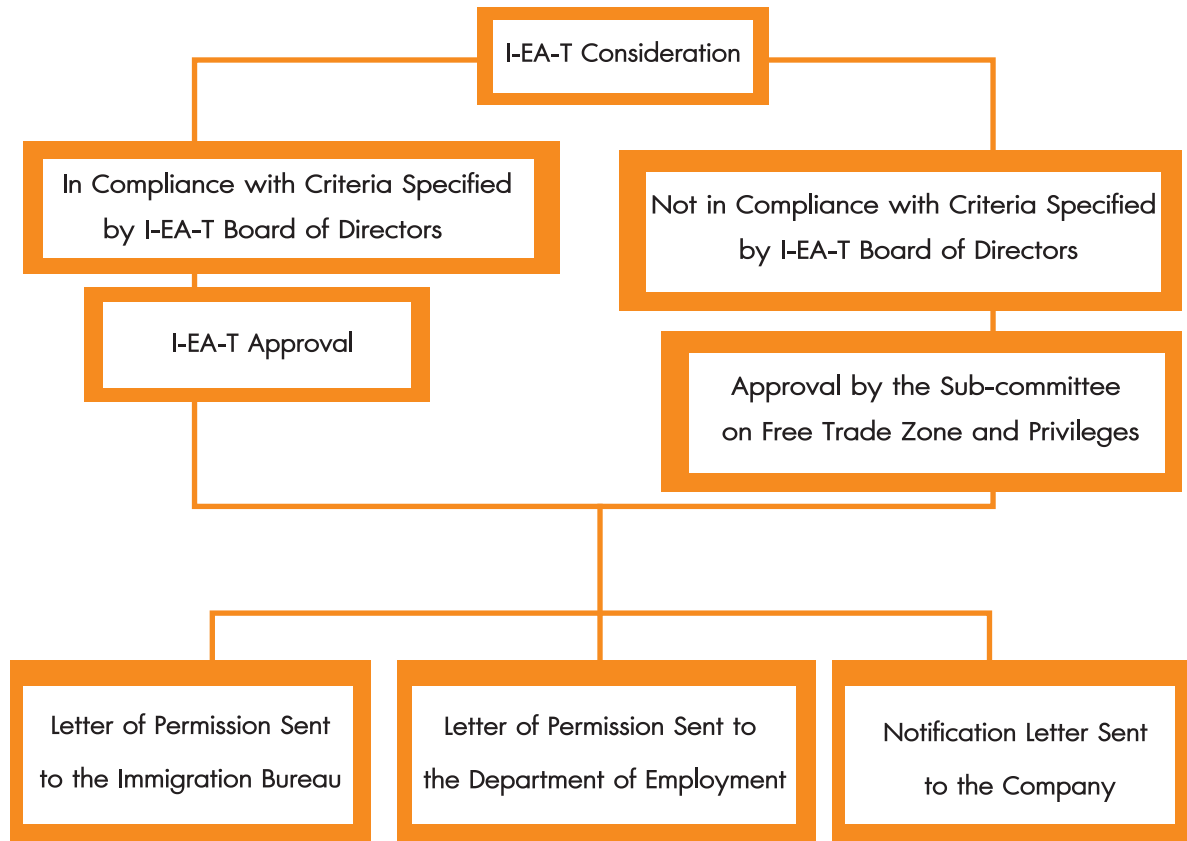 I-EA-T Consideration
In Compliance with Criteria Specified
by I-EA-T Board of Directors
Not in Compliance with Criteria Specified
by I-EA-T Board of Directors
I-EA-T Approval
Approval by the Sub-committee
on Free Trade Zone and Privileges
Letter of Permission Sent
to the Immigration Bureau
Letter of Permission Sent to
the Department of Employment
Notification Letter Sent
to the Company